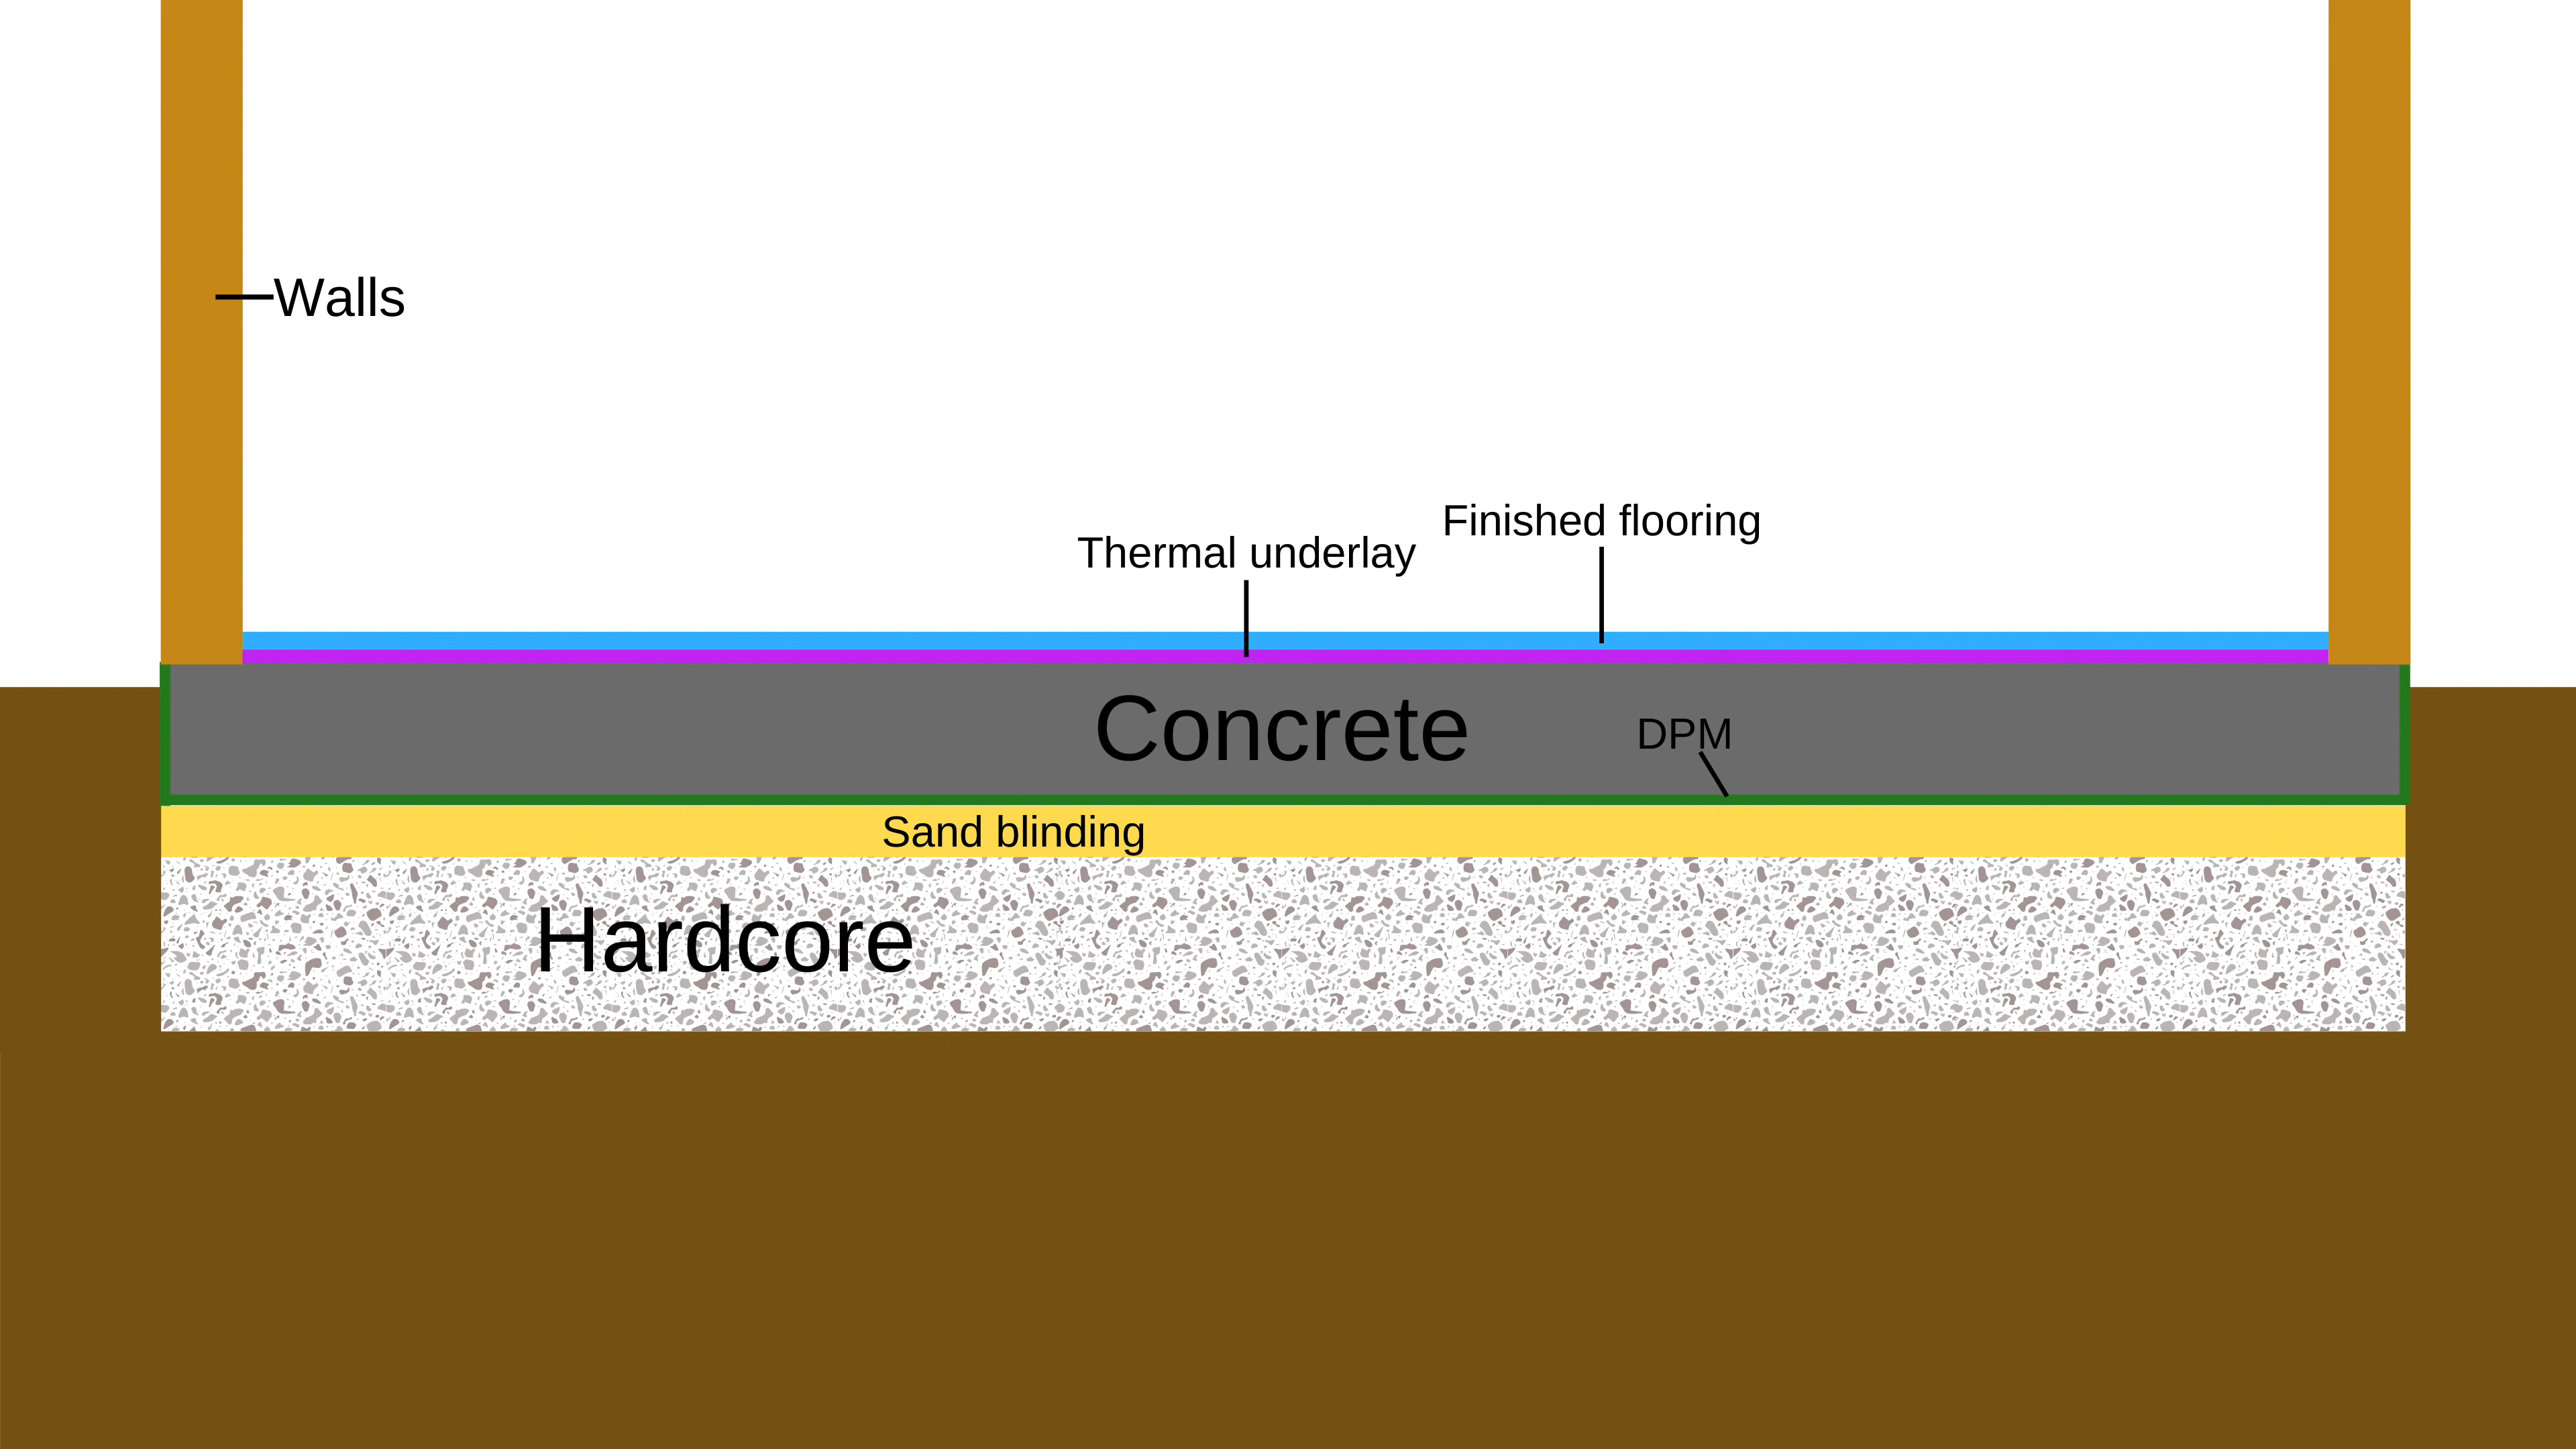 Walls
Finished flooring
Thermal underlay
Concrete
DPM
Sand blinding
Hardcore